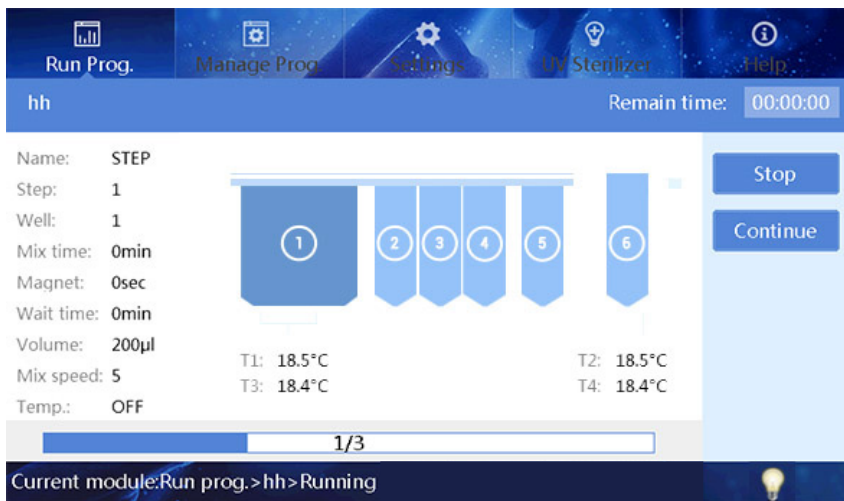 Run Prog.
Manage Prog.
Settings
UV Sterilizer
Help
hh
Remain time: 00:00:00
Name: STEP
Step: 1
Well: 1
Mix time: 0min
Magnet: 0sec
Wait time: 0min
Volume: 200µl
Mix speed: 5
Temp.: OFF
1
2
3
4
5
6
T1: 18.5°C
T3: 18.4°C
T2: 18.5°C
T4: 18.4°C
Stop
Continue
1/3
Current module:Run prog.>hh>Running